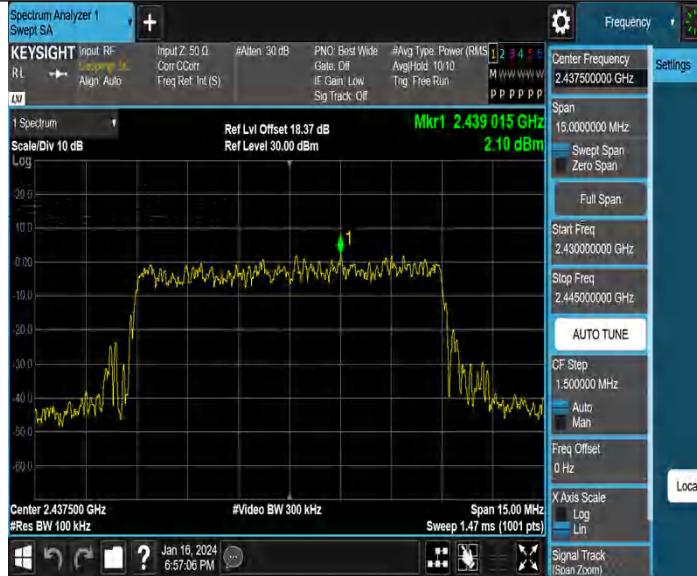 Spectrum Analyzer 1
Swept SA
Frequency
KEYSIGHT
RL
Input: RF
Align: Auto
Input Z: 50 Ω
Corr CCorr
Freq Ref: Int (S)
#Atten: 30 dB
PNO: Best Wide
Gate: Off
IF Gain: Low
Sig Track: Off
#Avg Type: Power (RMS
Avg|Hold: 10/10
Trig: Free Run
1 2 3 4 5 6
M W W W W W
P P P P P P
Center Frequency
2.437500000 GHz
Settings
Span
15.0000000 MHz
Swept Span
Zero Span
Full Span
Start Freq
2.430000000 GHz
Stop Freq
2.445000000 GHz
AUTO TUNE
CF Step
1.500000 MHz
Auto
Man
Freq Offset
0 Hz
X Axis Scale
Log
Lin
Signal Track
(Span Zoom)
Loca
1 Spectrum
Scale/Div 10 dB
Ref Lvl Offset 18.37 dB
Ref Level 30.00 dBm
Mkr1 2.439 015 GHz
2.10 dBm
Log
20.0
10.0
0.00
-10.0
-20.0
-30.0
-40.0
-50.0
-60.0
1
Center 2.437500 GHz
#Res BW 100 kHz
#Video BW 300 kHz
Span 15.00 MHz
Sweep 1.47 ms (1001 pts)
?
Jan 16, 2024
6:57:06 PM